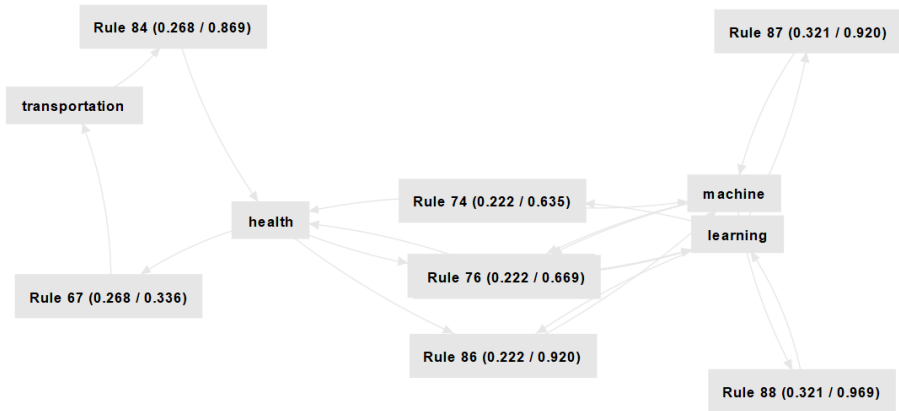 Rule 84 (0.268 / 0.869)
Rule 87 (0.321 / 0.920)
transportation
machine
Rule 74 (0.222 / 0.635)
health
learning
Rule 76 (0.222 / 0.669)
Rule 67 (0.268 / 0.336)
Rule 86 (0.222 / 0.920)
Rule 88 (0.321 / 0.969)